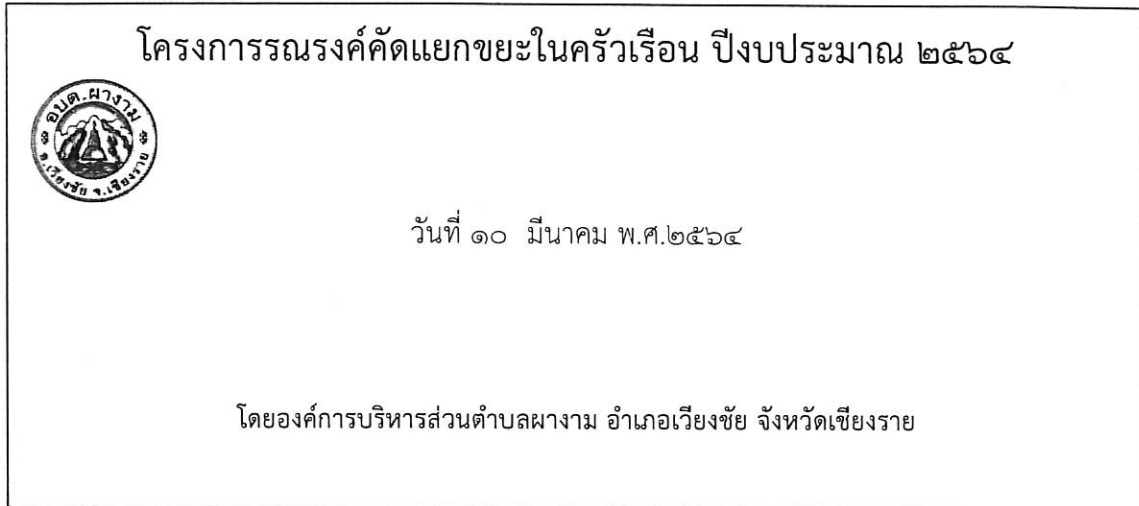 โครงการรณรงค์คัดแยกขยะในครัวเรือน ปีงบประมาณ ๒๕๖๔
อบต.ผางาม
อ.เวียงชัย จ.เชียงราย
วันที่ ๑๐ มีนาคม พ.ศ.๒๕๖๔
โดยองค์การบริหารส่วนตำบลผางาม อำเภอเวียงชัย จังหวัดเชียงราย